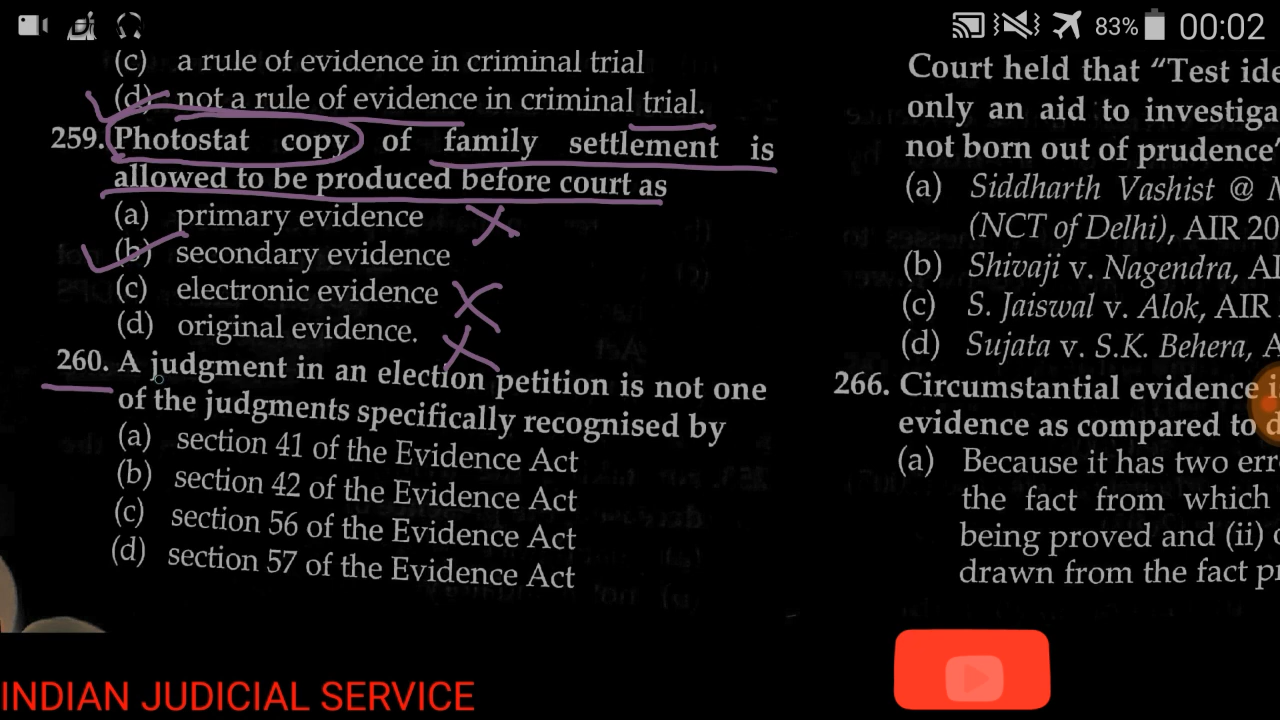 83% 00:02
(c) a rule of evidence in criminal trial
(d) not a rule of evidence in criminal trial.
259. Photostat copy of family settlement is
allowed to be produced before court as
(a) primary evidence
(b) secondary evidence
(c) electronic evidence
(d) original evidence.
260. A judgment in an election petition is not one
of the judgments specifically recognised by
(a) section 41 of the Evidence Act
(b) section 42 of the Evidence Act
(c) section 56 of the Evidence Act
(d) section 57 of the Evidence Act
Court held that “Test ide
only an aid to investiga
not born out of prudence”
(a) Siddharth Vashist @
(NCT of Delhi), AIR 20
(b) Shivaji v. Nagendra,
(c) S. Jaiswal v. Alok, AIR
(d) Sujata v. S.K. Behera,
266. Circumstantial evidence
evidence as compared to
(a) Because it has two err
the fact from which
being proved and (ii)
drawn from the fact
INDIAN JUDICIAL SERVICE